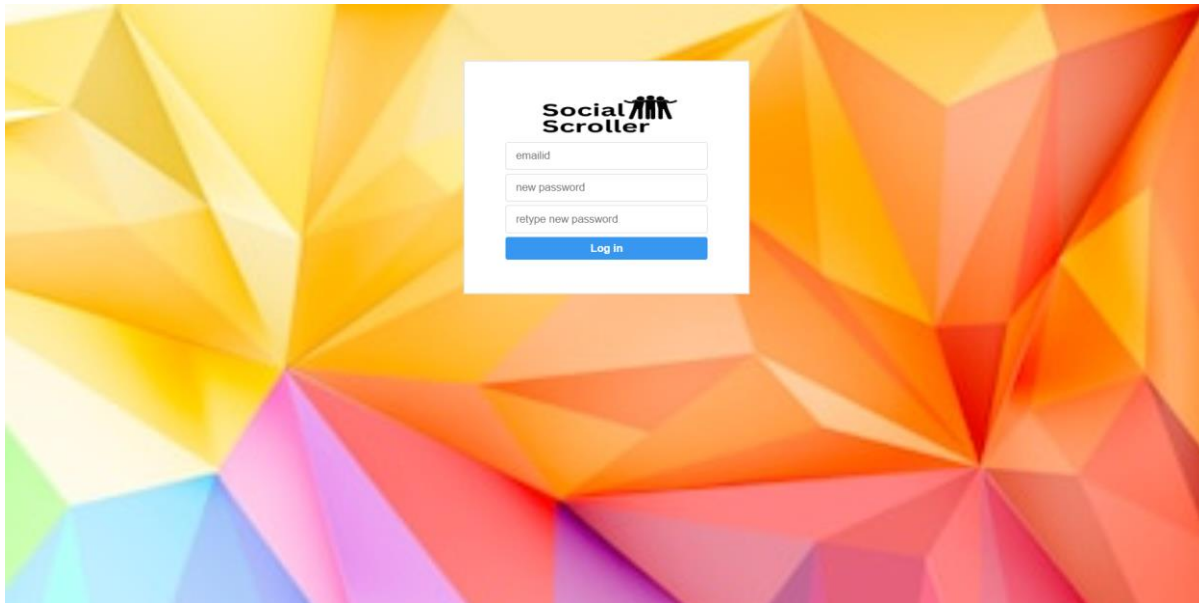 Social
Scroller
emailid
new password
retype new password
Log in